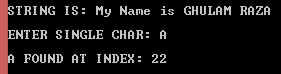 STRING IS: My Name is GHULAM RAZA
ENTER SINGLE CHAR: A
A FOUND AT INDEX: 22